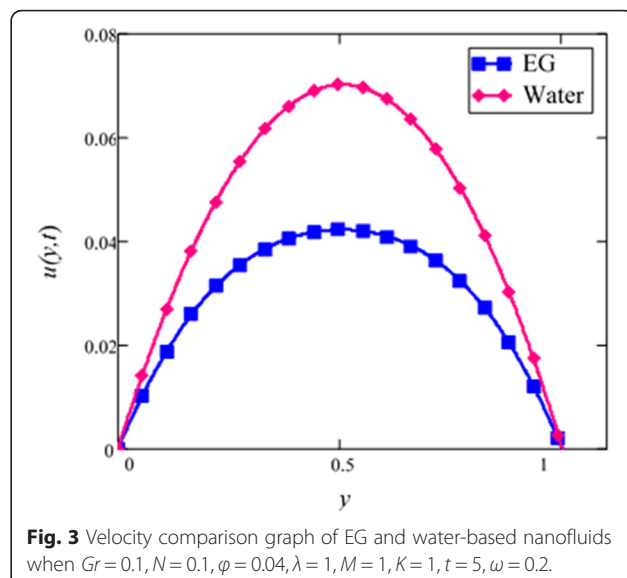 0.08
EG
Water
0.06
u(y,t)
0.04
0.02
0
0 0.5 1
y
Fig. 3 Velocity comparison graph of EG and water-based nanofluids
when Gr = 0.1, N = 0.1, φ = 0.04, λ = 1, M = 1, K = 1, t = 5, ω = 0.2.